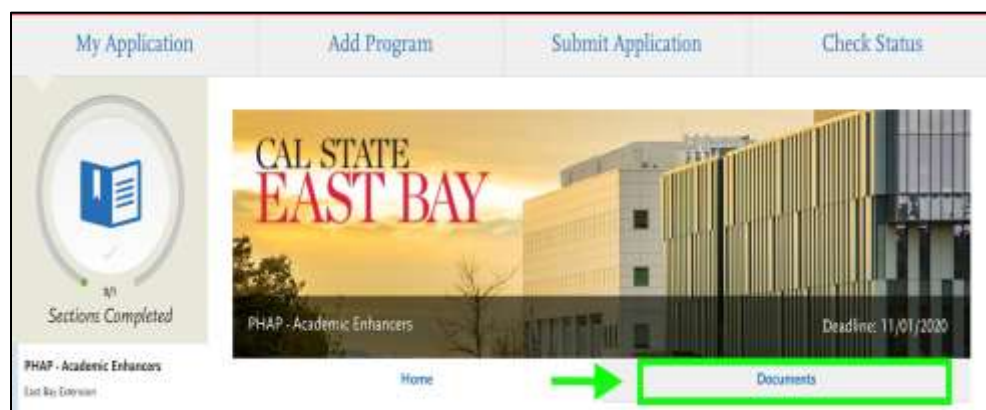 My Application
Add Program
Submit Application
Check Status
Sections Completed
CAL STATE
EAST BAY
PHAP - Academic Enhancers
Deadline: 11/01/2020
PHAP - Academic Enhancers
East Bay Extension
Home
Documents